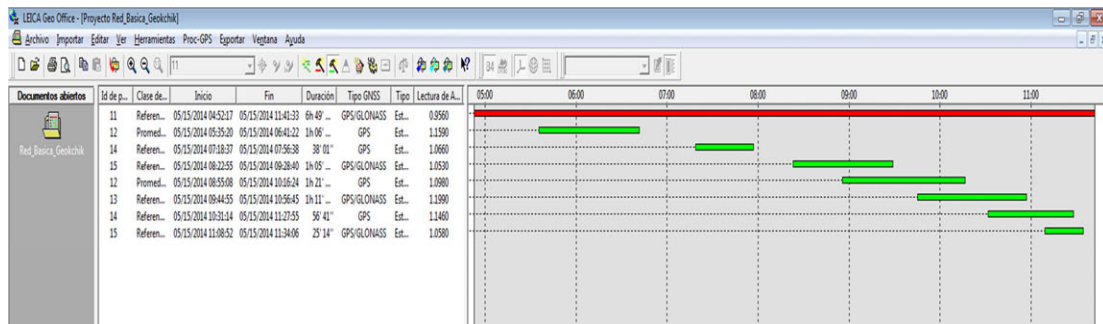 LEICA Geo Office - [Proyecto Red_Basica_Geokchik]
Archivo Importar Editar Ver Herramientas Proc-GPS Exportar Ventana Ayuda
11
Documentos abiertos Id de p... Clase de... Inicio Fin Duración Tipo GNSS Tipo Lectura de A... 05:00 06:00 07:00 08:00 09:00 10:00 11:00
11 Referen... 05/15/2014 04:52:17 05/15/2014 11:41:33 6h 49' ... GPS/GLONASS Est... 0.9560
12 Promed... 05/15/2014 05:35:20 05/15/2014 06:41:22 1h 06' ... GPS Est... 1.1590
14 Referen... 05/15/2014 07:18:37 05/15/2014 07:56:38 38' 01" GPS Est... 1.0660
Red_Basica_Geokchik
15 Referen... 05/15/2014 08:22:55 05/15/2014 09:28:40 1h 05' ... GPS/GLONASS Est... 1.0530
12 Promed... 05/15/2014 08:55:08 05/15/2014 10:16:24 1h 21' ... GPS Est... 1.0980
13 Referen... 05/15/2014 09:44:55 05/15/2014 10:56:45 1h 11' ... GPS/GLONASS Est... 1.1990
14 Referen... 05/15/2014 10:31:14 05/15/2014 11:27:55 56' 41" GPS Est... 1.1460
15 Referen... 05/15/2014 11:08:52 05/15/2014 11:34:06 25' 14" GPS/GLONASS Est... 1.0580